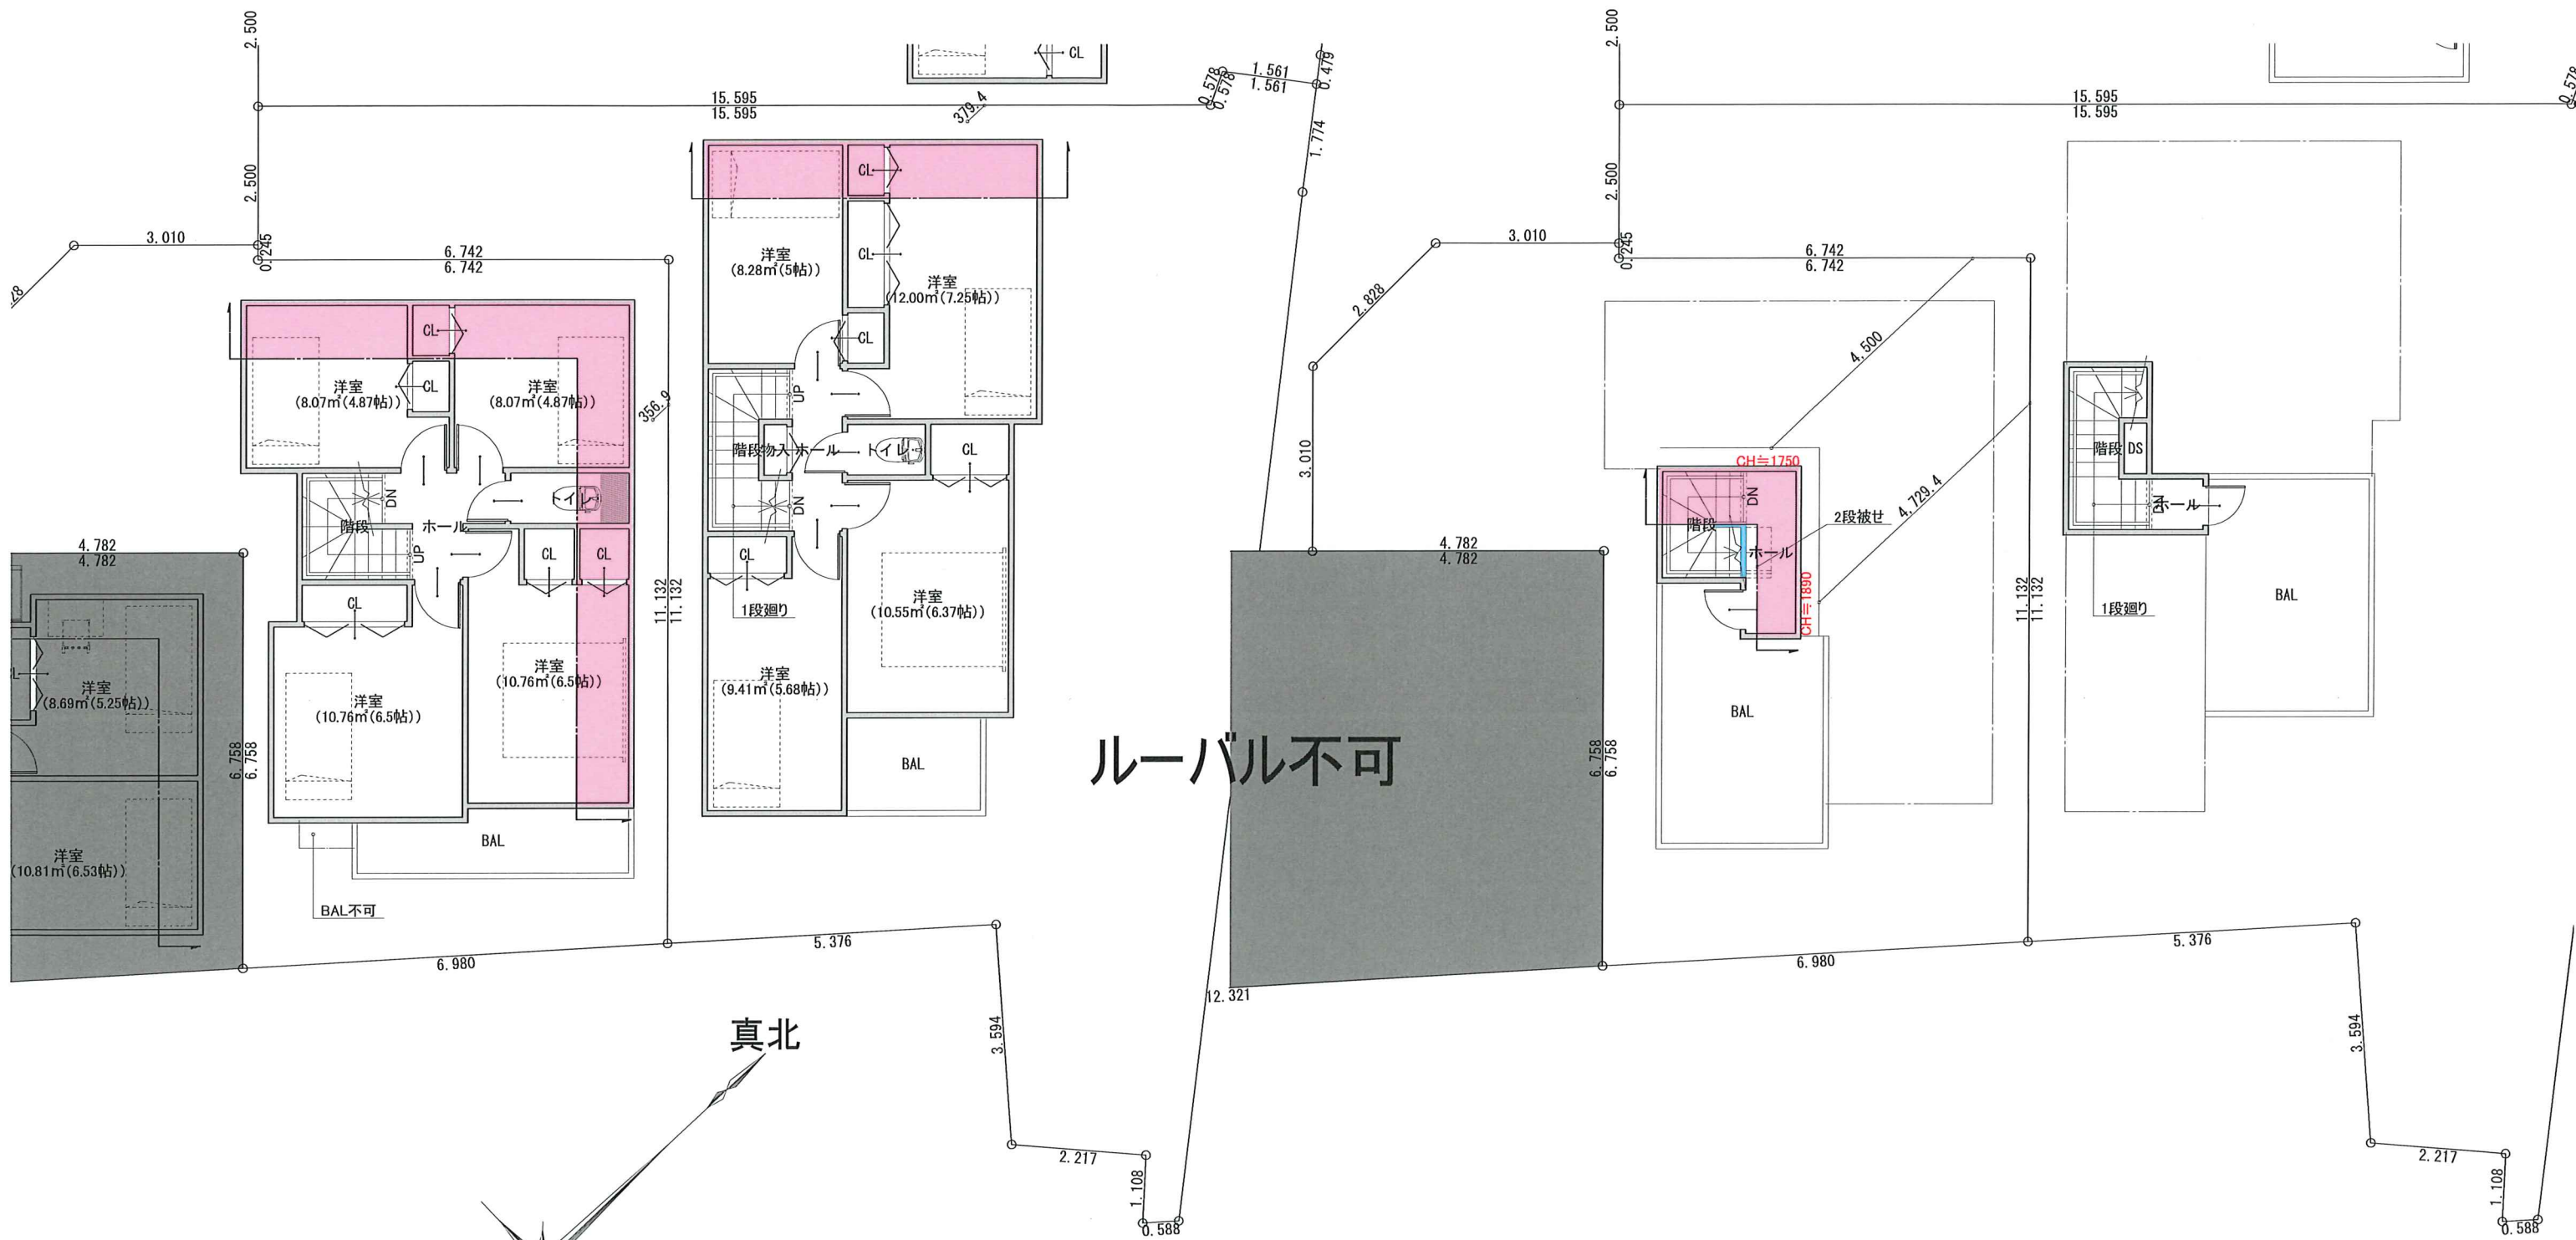 2.500
15.595
15.595
2.500
0.245
3.010
6.742
6.742
CL
379.4
0.578
0.578
1.561
1.561
0.479
1.774
CL
洋室
(8.28㎡(5帖))
CL
洋室
(12.00㎡(7.25帖))
CL
UP
階段物入
ホール
トイレ
CL
DN
CL
1段廻り
洋室
(10.55㎡(6.37帖))
洋室
(9.41㎡(5.68帖))
BAL
CL
洋室
(8.07㎡(4.87帖))
CL
洋室
(8.07㎡(4.87帖))
356.9
DN
トイレ
階段
ホール
UP
CL
CL
CL
洋室
(10.76㎡(6.5帖))
洋室
(10.76㎡(6.5帖))
BAL
BAL不可
11.132
11.132
4.782
4.782
洋室
(8.69㎡(5.25帖))
洋室
(10.81㎡(6.53帖))
6.758
6.758
6.980
5.376
3.594
2.217
1.108
0.588
真北
ルーバル不可
12.321
2.500
15.595
15.595
2.500
0.245
3.010
6.742
6.742
2.828
3.010
4.782
4.782
6.758
6.758
4.500
4.729.4
CH≒1750
DN
2段被せ
階段
ホール
CH≒1890
BAL
11.132
11.132
階段
DS
DN
ホール
1段廻り
BAL
6.980
5.376
3.594
2.217
1.108
0.588
0.578